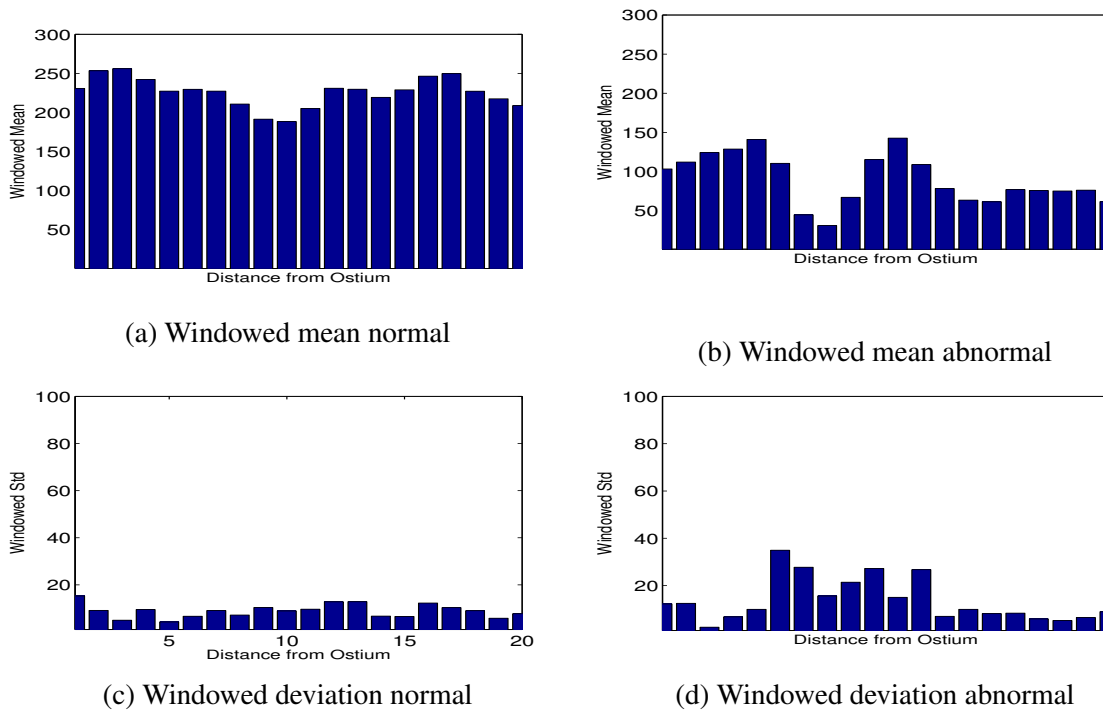 300
250
200
150
100
50
Windowed Mean
Distance from Ostium
(a) Windowed mean normal
300
250
200
150
100
50
Windowed Mean
Distance from Ostium
(b) Windowed mean abnormal
100
80
60
40
20
Windowed Std
5 10 15 20
Distance from Ostium
(c) Windowed deviation normal
100
80
60
40
20
Windowed Std
Distance from Ostium
(d) Windowed deviation abnormal